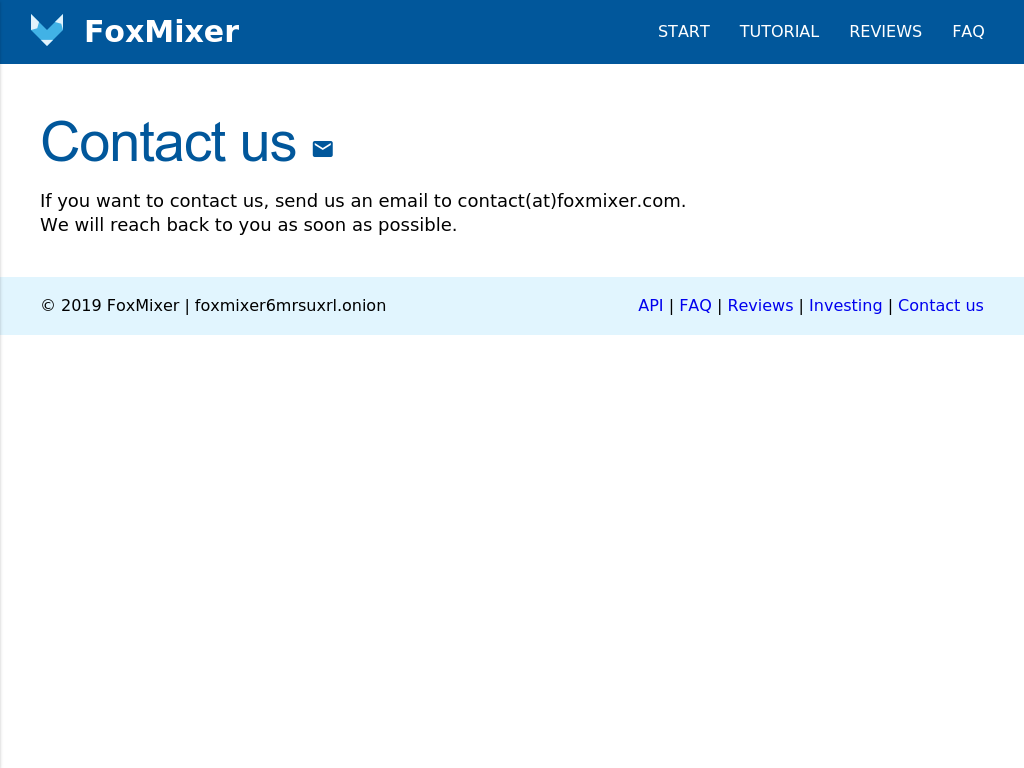 FoxMixer
START TUTORIAL REVIEWS FAQ
Contact us
If you want to contact us, send us an email to contact(at)foxmixer.com.
We will reach back to you as soon as possible.
© 2019 FoxMixer | foxmixer6mrsuxrl.onion
API | FAQ | Reviews | Investing | Contact us